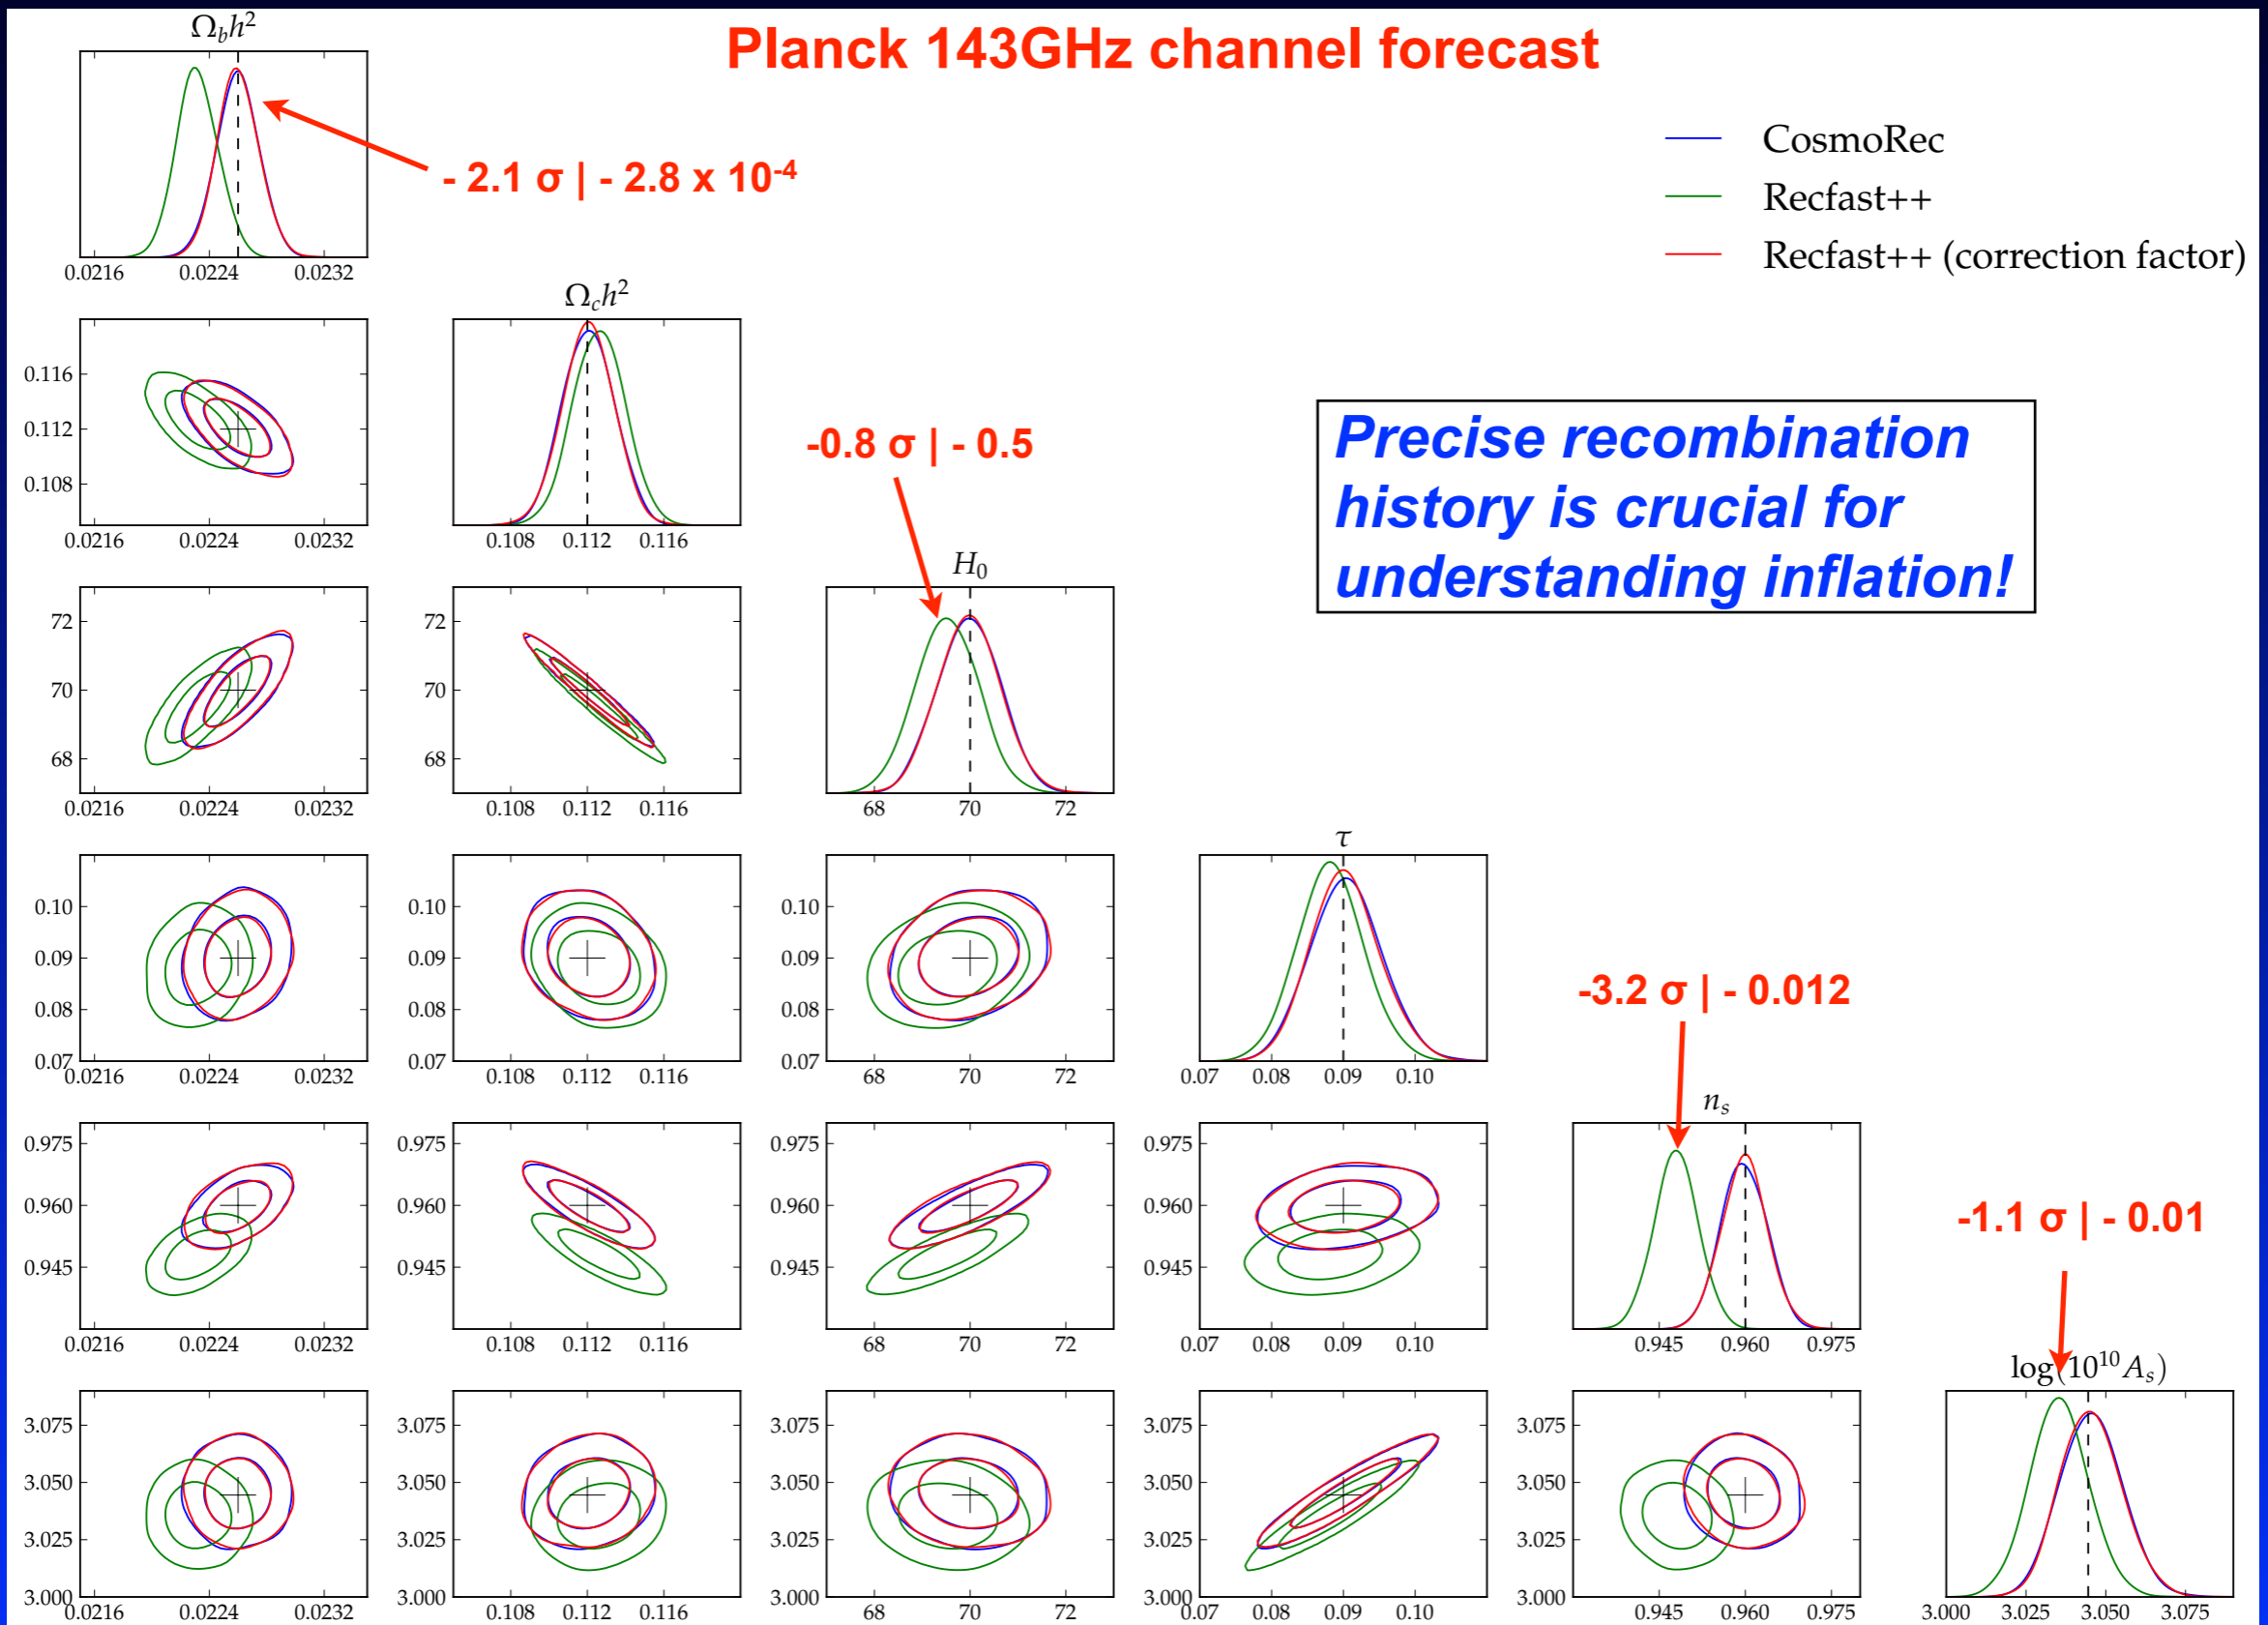 Planck 143GHz channel forecast
Ω_b h²
CosmoRec
Recfast++
Recfast++ (correction factor)
- 2.1 σ | - 2.8 x 10⁻⁴
0.0216 0.0224 0.0232
Ω_c h²
0.116
0.112
0.108
0.0216 0.0224 0.0232
0.108 0.112 0.116
Precise recombination
history is crucial for
understanding inflation!
-0.8 σ | - 0.5
H₀
72
70
68
0.0216 0.0224 0.0232
72
70
68
0.108 0.112 0.116
68 70 72
τ
0.10
0.09
0.08
0.07
0.0216 0.0224 0.0232
0.10
0.09
0.08
0.07
0.108 0.112 0.116
0.10
0.09
0.08
0.07
68 70 72
0.07 0.08 0.09 0.10
-3.2 σ | - 0.012
n_s
0.975
0.960
0.945
0.0216 0.0224 0.0232
0.975
0.960
0.945
0.108 0.112 0.116
0.975
0.960
0.945
68 70 72
0.975
0.960
0.945
0.07 0.08 0.09 0.10
0.945 0.960 0.975
-1.1 σ | - 0.01
log(10¹⁰A_s)
3.075
3.050
3.025
3.000
0.0216 0.0224 0.0232
3.075
3.050
3.025
3.000
0.108 0.112 0.116
3.075
3.050
3.025
3.000
68 70 72
3.075
3.050
3.025
3.000
0.07 0.08 0.09 0.10
3.075
3.050
3.025
3.000
0.945 0.960 0.975
3.000 3.025 3.050 3.075